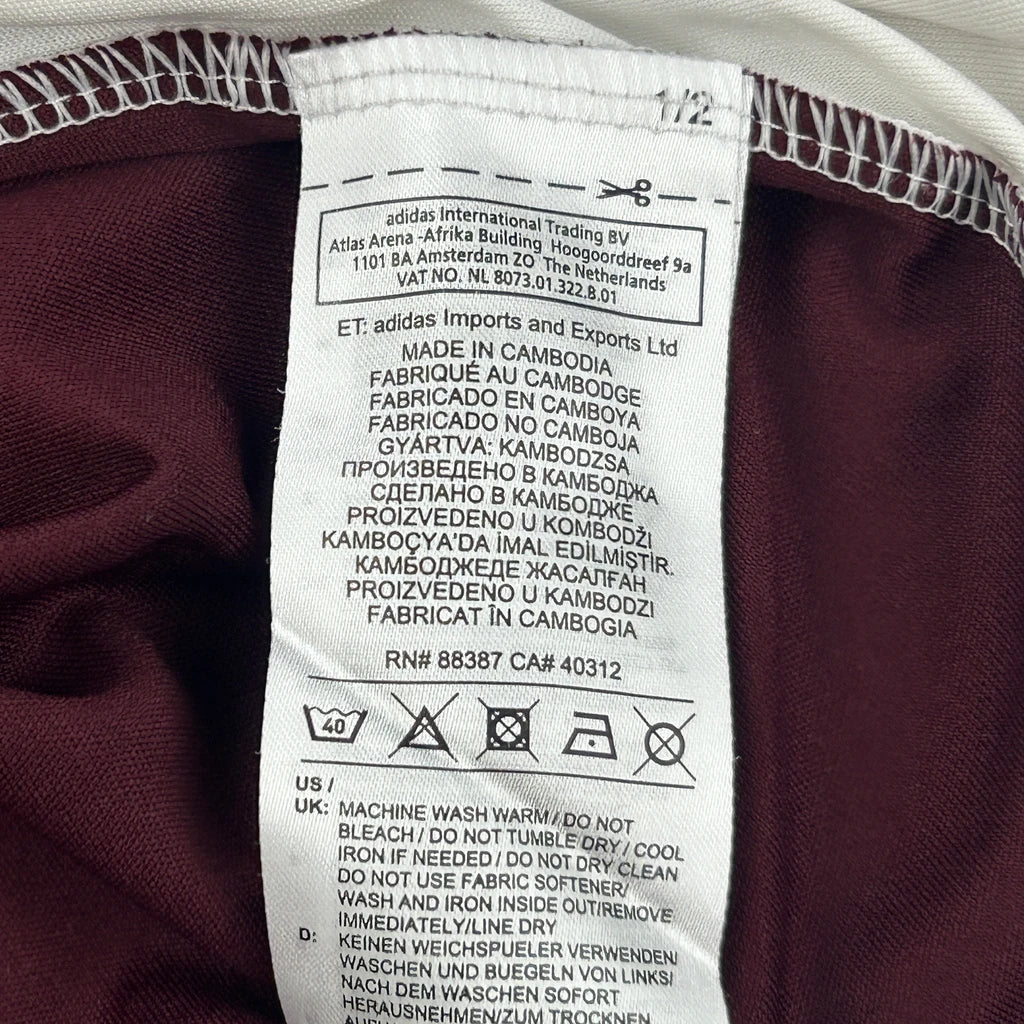 1/2
adidas International Trading BV
Atlas Arena -Afrika Building Hoogoorddreef 9a
1101 BA Amsterdam ZO The Netherlands
VAT NO. NL 8073.01.322.B.01
ET: adidas Imports and Exports Ltd
MADE IN CAMBODIA
FABRIQUÉ AU CAMBODGE
FABRICADO EN CAMBOYA
FABRICADO NO CAMBOJA
GYÁRTVA: KAMBODZSA
ПРОИЗВЕДЕНО В КАМБОДЖА
СДЕЛАНО В КАМБОДЖЕ
PROIZVEDENO U KOMBODŽI
KAMBOÇYA'DA İMAL EDİLMİŞTİR.
КАМБОДЖЕДЕ ЖАСАЛҒАН
PROIZVEDENO U KAMBODZI
FABRICAT ÎN CAMBOGIA
RN# 88387 CA# 40312
40
US /
UK: MACHINE WASH WARM / DO NOT
BLEACH / DO NOT TUMBLE DRY / COOL
IRON IF NEEDED / DO NOT DRY CLEAN
DO NOT USE FABRIC SOFTENER/
WASH AND IRON INSIDE OUT/REMOVE
IMMEDIATELY/LINE DRY
D: KEINEN WEICHSPUELER VERWENDEN/
WASCHEN UND BUEGELN VON LINKS/
NACH DEM WASCHEN SOFORT
HERAUSNEHMEN/ZUM TROCKNEN